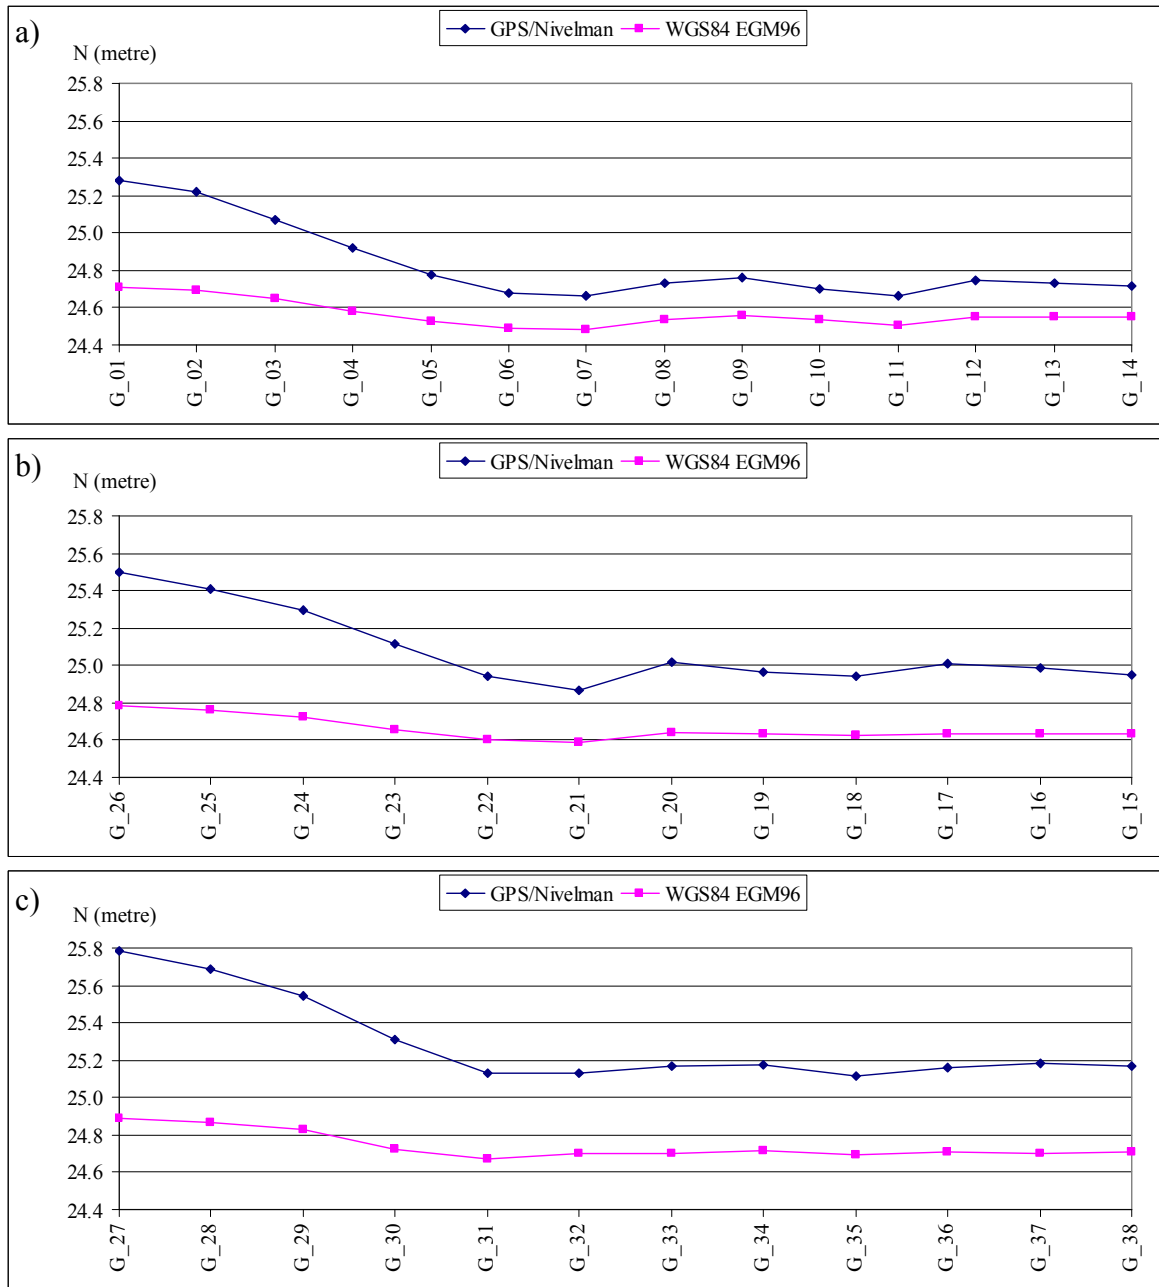 a)
GPS/Nivelman WGS84 EGM96
N (metre)
25.8
25.6
25.4
25.2
25.0
24.8
24.6
24.4
G_01 G_02 G_03 G_04 G_05 G_06 G_07 G_08 G_09 G_10 G_11 G_12 G_13 G_14
b)
GPS/Nivelman WGS84 EGM96
N (metre)
25.8
25.6
25.4
25.2
25.0
24.8
24.6
24.4
G_26 G_25 G_24 G_23 G_22 G_21 G_20 G_19 G_18 G_17 G_16 G_15
c)
GPS/Nivelman WGS84 EGM96
N (metre)
25.8
25.6
25.4
25.2
25.0
24.8
24.6
24.4
G_27 G_28 G_29 G_30 G_31 G_32 G_33 G_34 G_35 G_36 G_37 G_38